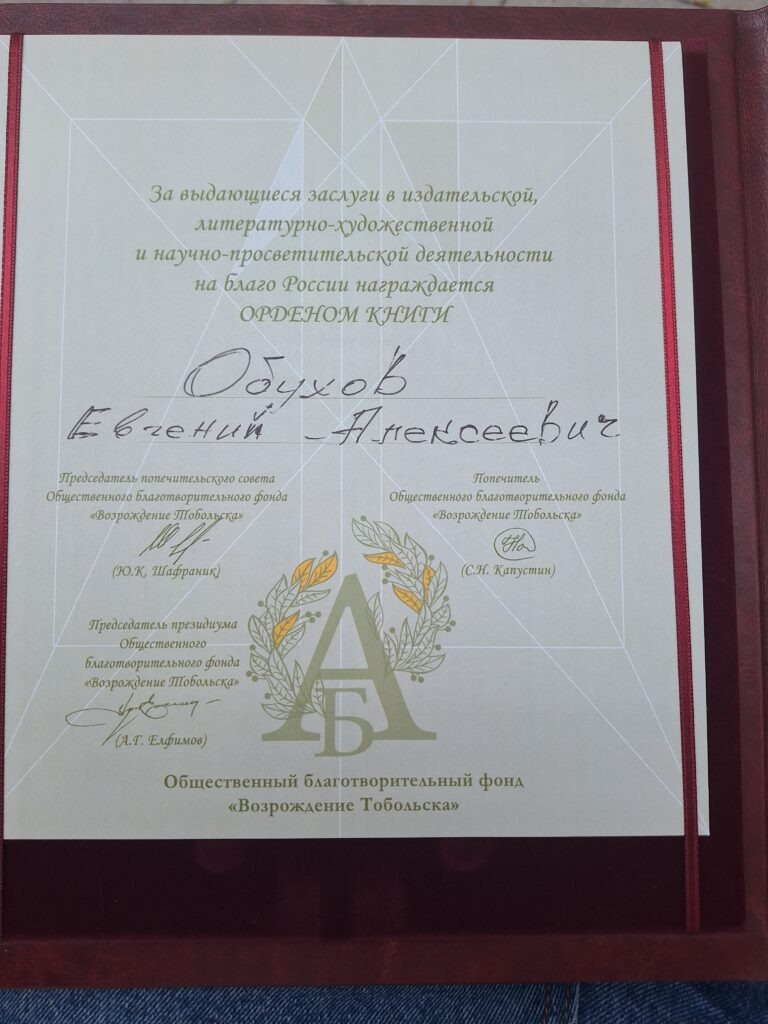 За выдающиеся заслуги в издательской,
литературно-художественной
и научно-просветительской деятельности
на благо России награждается
ОРДЕНОМ КНИГИ
Обухов
Евгений Алексеевич
Председатель попечительского совета
Общественного благотворительного фонда
«Возрождение Тобольска»
(Ю.К. Шафраник)
Попечитель
Общественного благотворительного фонда
«Возрождение Тобольска»
(С.Н. Капустин)
Председатель президиума
Общественного
благотворительного фонда
«Возрождение Тобольска»
(А.Г. Елфимов)
А
Б
Общественный благотворительный фонд
«Возрождение Тобольска»